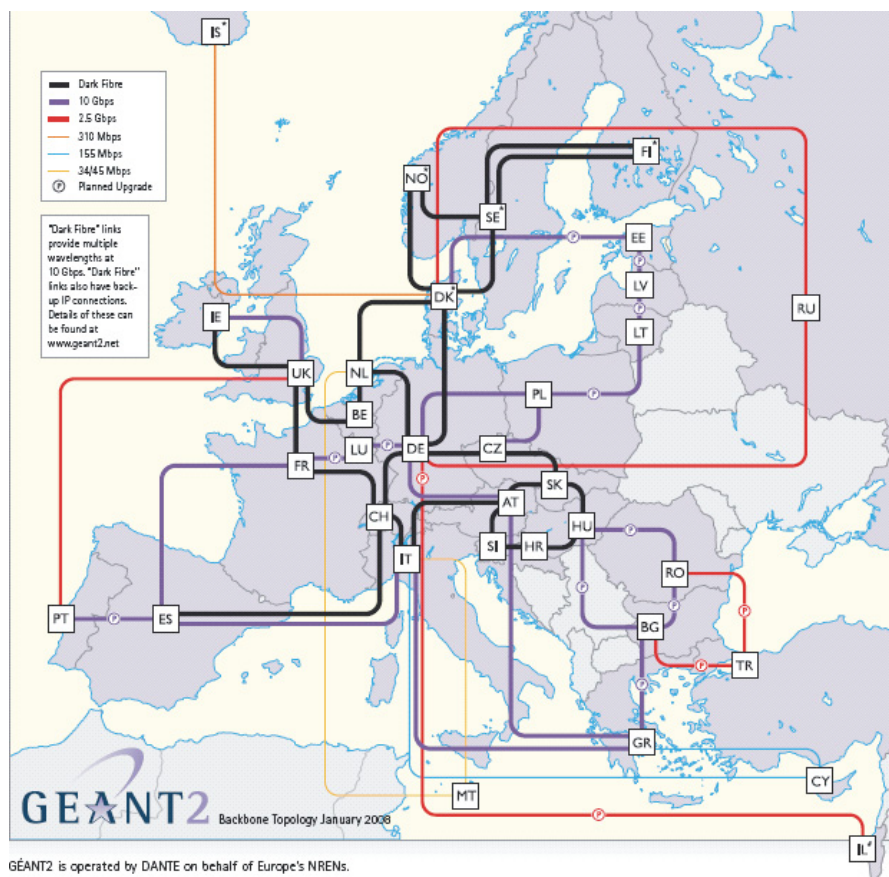 IS*
Dark Fibre
10 Gbps
2.5 Gbps
310 Mbps
155 Mbps
34/45 Mbps
P Planned Upgrade
"Dark Fibre" links
provide multiple
wavelengths at
10 Gbps. "Dark Fibre"
links also have back-
up IP connections.
Details of these can
be found at
www.geant2.net
FI*
NO*
SE*
P
EE
P
LV
DK*
P
RU
IE
LT
UK
NL
PL
P
BE
LU
P
DE
CZ
FR
P
P
SK
AT
CH
HU
P
SI
HR
IT
RO
P
BG
P
P
PT
P
ES
P
TR
P
GR
CY
MT
GEANT2
Backbone Topology January 2008
P
IL#
GÉANT2 is operated by DANTE on behalf of Europe's NRENs.